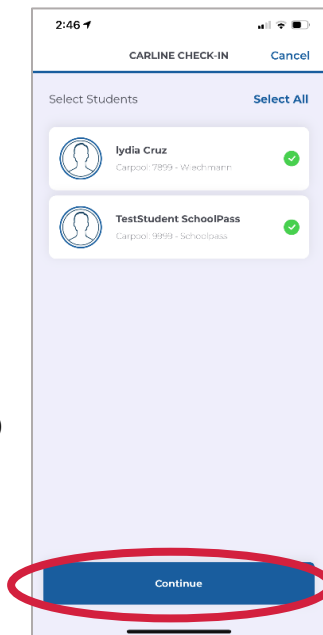 2:46
CARLINE CHECK-IN Cancel
Select Students Select All
lydia Cruz
Carpool: 7899 - Wiechmann
TestStudent SchoolPass
Carpool: 9999 - Schoolpass
Continue